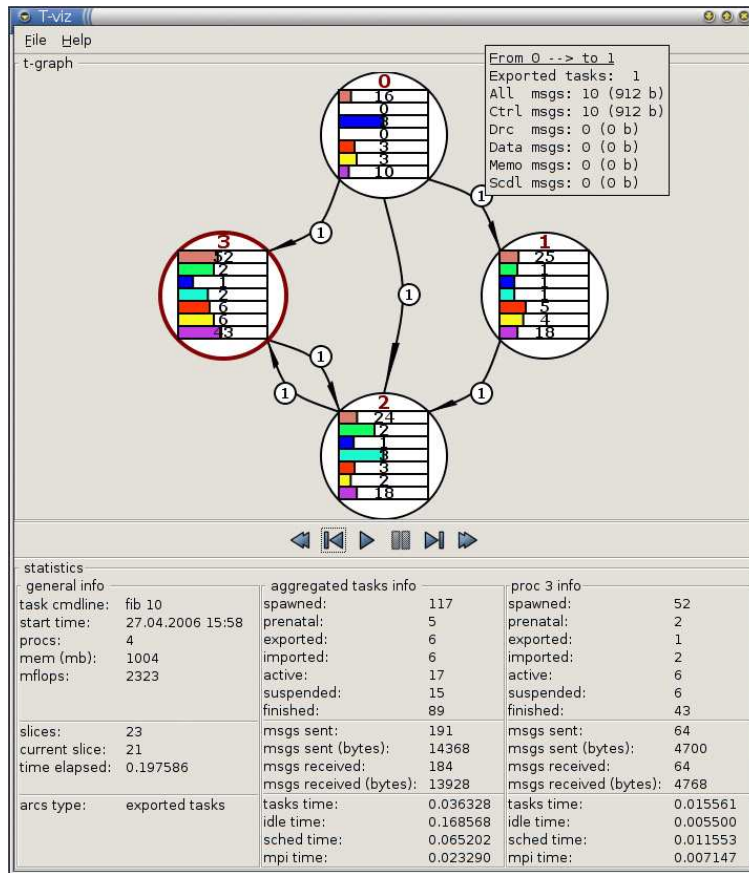 T-viz
File Help
t-graph
From 0 --> to 1
Exported tasks: 1
All msgs: 10 (912 b)
Ctrl msgs: 10 (912 b)
Drc msgs: 0 (0 b)
Data msgs: 0 (0 b)
Memo msgs: 0 (0 b)
Scdl msgs: 0 (0 b)
0
16
0
3
0
3
3
10
1
1
1
3
52
2
1
2
6
6
43
1
25
1
1
1
5
4
18
1
1
1
2
24
2
1
3
3
2
18
statistics
general info
task cmdline: fib 10
start time: 27.04.2006 15:58
procs: 4
mem (mb): 1004
mflops: 2323
slices: 23
current slice: 21
time elapsed: 0.197586
arcs type: exported tasks
aggregated tasks info
spawned: 117
prenatal: 5
exported: 6
imported: 6
active: 17
suspended: 15
finished: 89
msgs sent: 191
msgs sent (bytes): 14368
msgs received: 184
msgs received (bytes): 13928
tasks time: 0.036328
idle time: 0.168568
sched time: 0.065202
mpi time: 0.023290
proc 3 info
spawned: 52
prenatal: 2
exported: 1
imported: 2
active: 6
suspended: 6
finished: 43
msgs sent: 64
msgs sent (bytes): 4700
msgs received: 64
msgs received (bytes): 4768
tasks time: 0.015561
idle time: 0.005500
sched time: 0.011553
mpi time: 0.007147